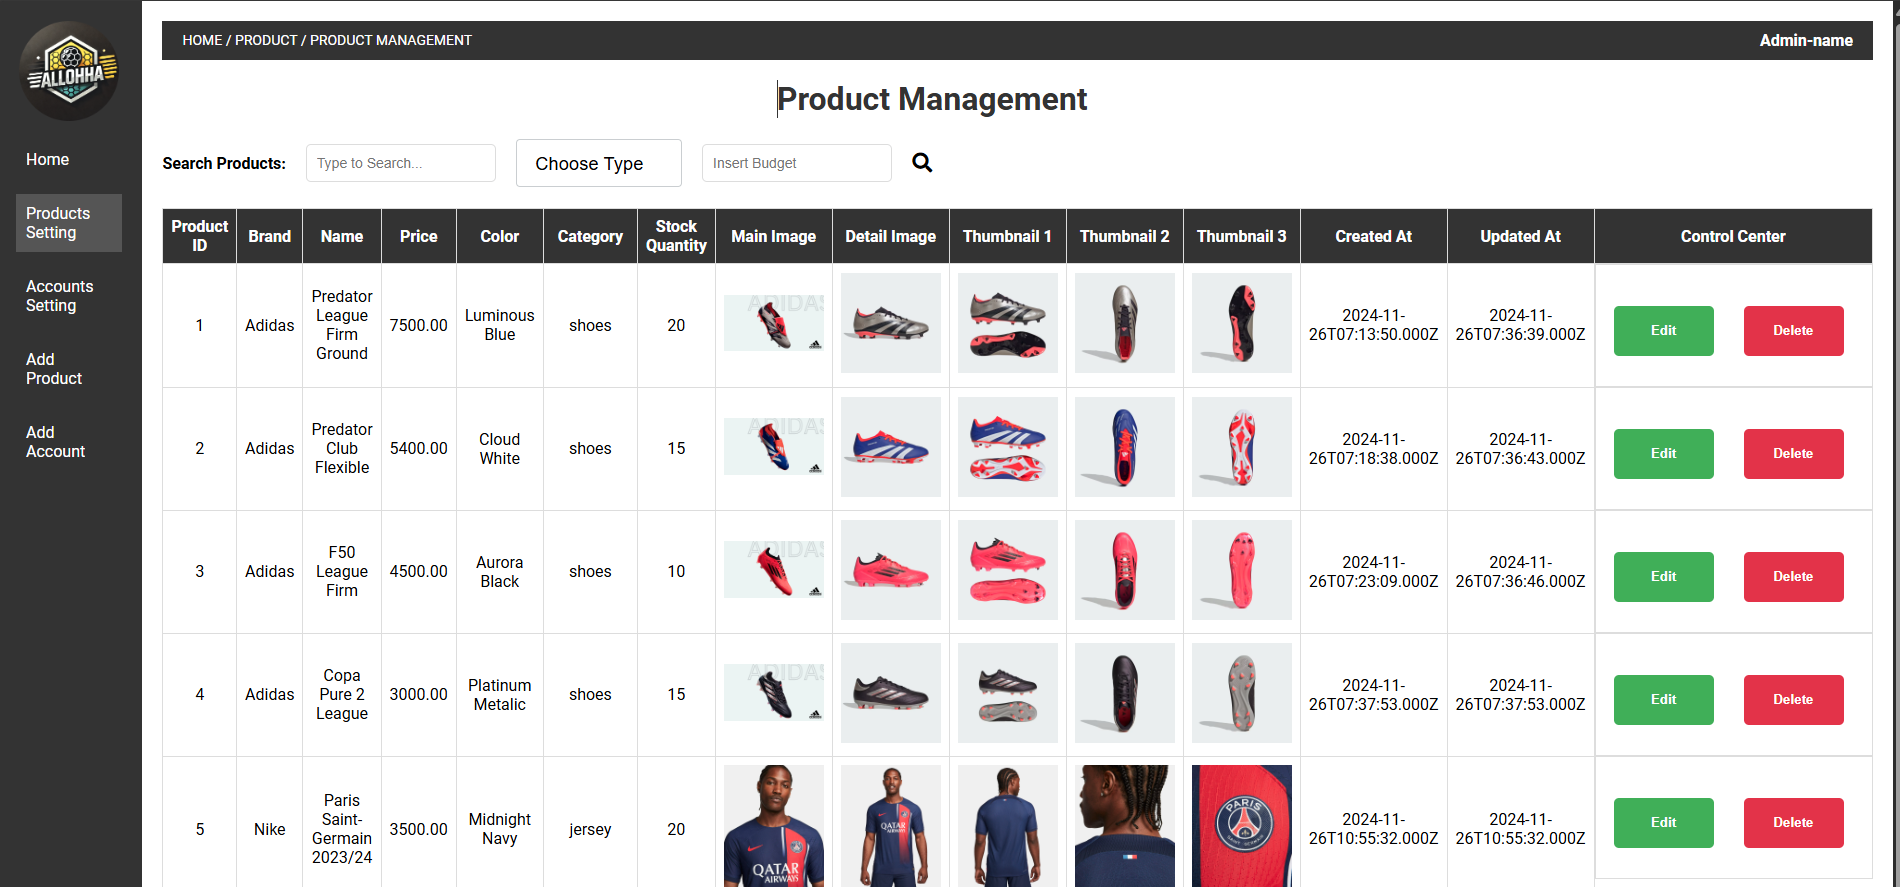 ALLOHHA
HOME / PRODUCT / PRODUCT MANAGEMENT
Admin-name
Home
Products
Setting
Accounts
Setting
Add
Product
Add
Account
Product Management
Search Products:
Type to Search...
Choose Type
Insert Budget
Product
ID
Brand
Name
Price
Color
Category
Stock
Quantity
Main Image
Detail Image
Thumbnail 1
Thumbnail 2
Thumbnail 3
Created At
Updated At
Control Center
1
Adidas
Predator
League
Firm
Ground
7500.00
Luminous
Blue
shoes
20
ADIDAS
2024-11-
26T07:13:50.000Z
2024-11-
26T07:36:39.000Z
Edit
Delete
2
Adidas
Predator
Club
Flexible
5400.00
Cloud
White
shoes
15
ADIDAS
2024-11-
26T07:18:38.000Z
2024-11-
26T07:36:43.000Z
Edit
Delete
3
Adidas
F50
League
Firm
4500.00
Aurora
Black
shoes
10
ADIDAS
2024-11-
26T07:23:09.000Z
2024-11-
26T07:36:46.000Z
Edit
Delete
4
Adidas
Copa
Pure 2
League
3000.00
Platinum
Metalic
shoes
15
ADIDAS
2024-11-
26T07:37:53.000Z
2024-11-
26T07:37:53.000Z
Edit
Delete
5
Nike
Paris
Saint-
Germain
2023/24
3500.00
Midnight
Navy
jersey
20
QATAR
AIRWAYS
QATAR
AIRWAYS
PARIS
2024-11-
26T10:55:32.000Z
2024-11-
26T10:55:32.000Z
Edit
Delete